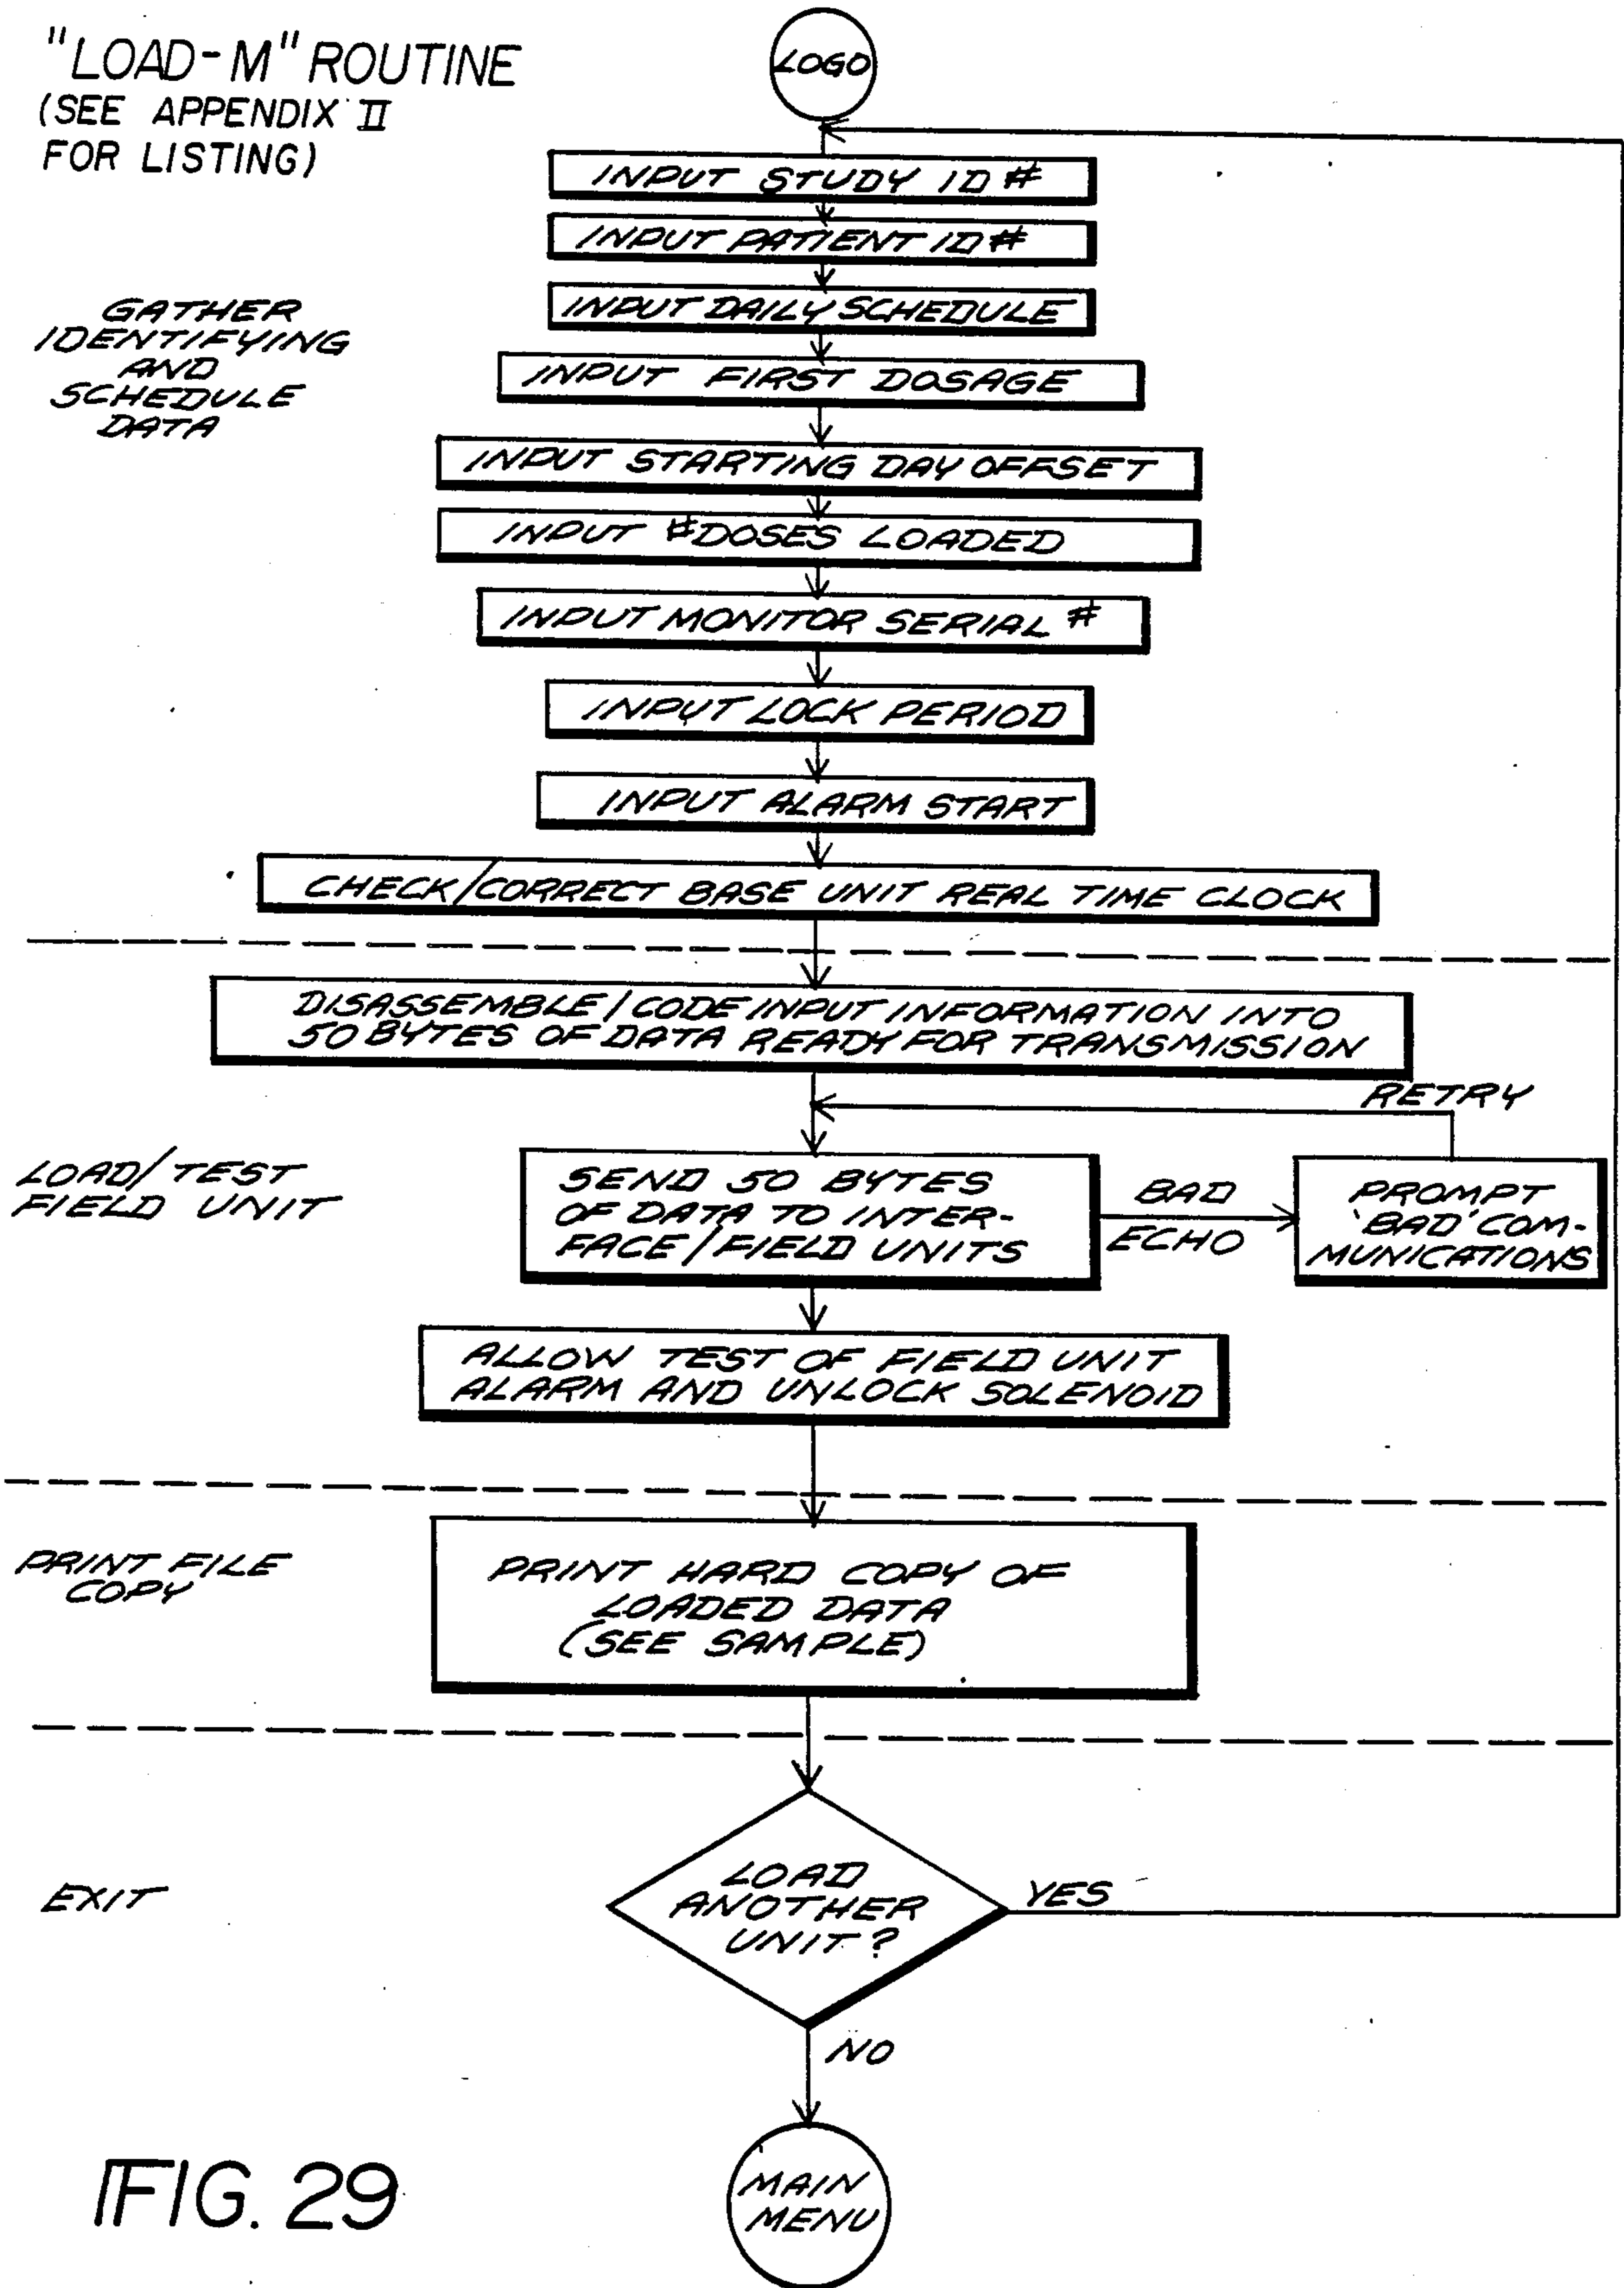 "LOAD-M" ROUTINE
(SEE APPENDIX II
FOR LISTING)
LOGO
INPUT STUDY ID #
INPUT PATIENT ID #
INPUT DAILY SCHEDULE
GATHER
IDENTIFYING
AND
SCHEDULE
DATA
INPUT FIRST DOSAGE
INPUT STARTING DAY OFFSET
INPUT #DOSES LOADED
INPUT MONITOR SERIAL #
INPUT LOCK PERIOD
INPUT ALARM START
CHECK/CORRECT BASE UNIT REAL TIME CLOCK
DISASSEMBLE/CODE INPUT INFORMATION INTO
50 BYTES OF DATA READY FOR TRANSMISSION
RETRY
LOAD/TEST
FIELD UNIT
SEND 50 BYTES
OF DATA TO INTER-
FACE/FIELD UNITS
BAD
ECHO
PROMPT
'BAD' COM-
MUNICATIONS
ALLOW TEST OF FIELD UNIT
ALARM AND UNLOCK SOLENOID
PRINT FILE
COPY
PRINT HARD COPY OF
LOADED DATA
(SEE SAMPLE)
EXIT
LOAD
ANOTHER
UNIT?
YES
NO
MAIN
MENU
FIG. 29